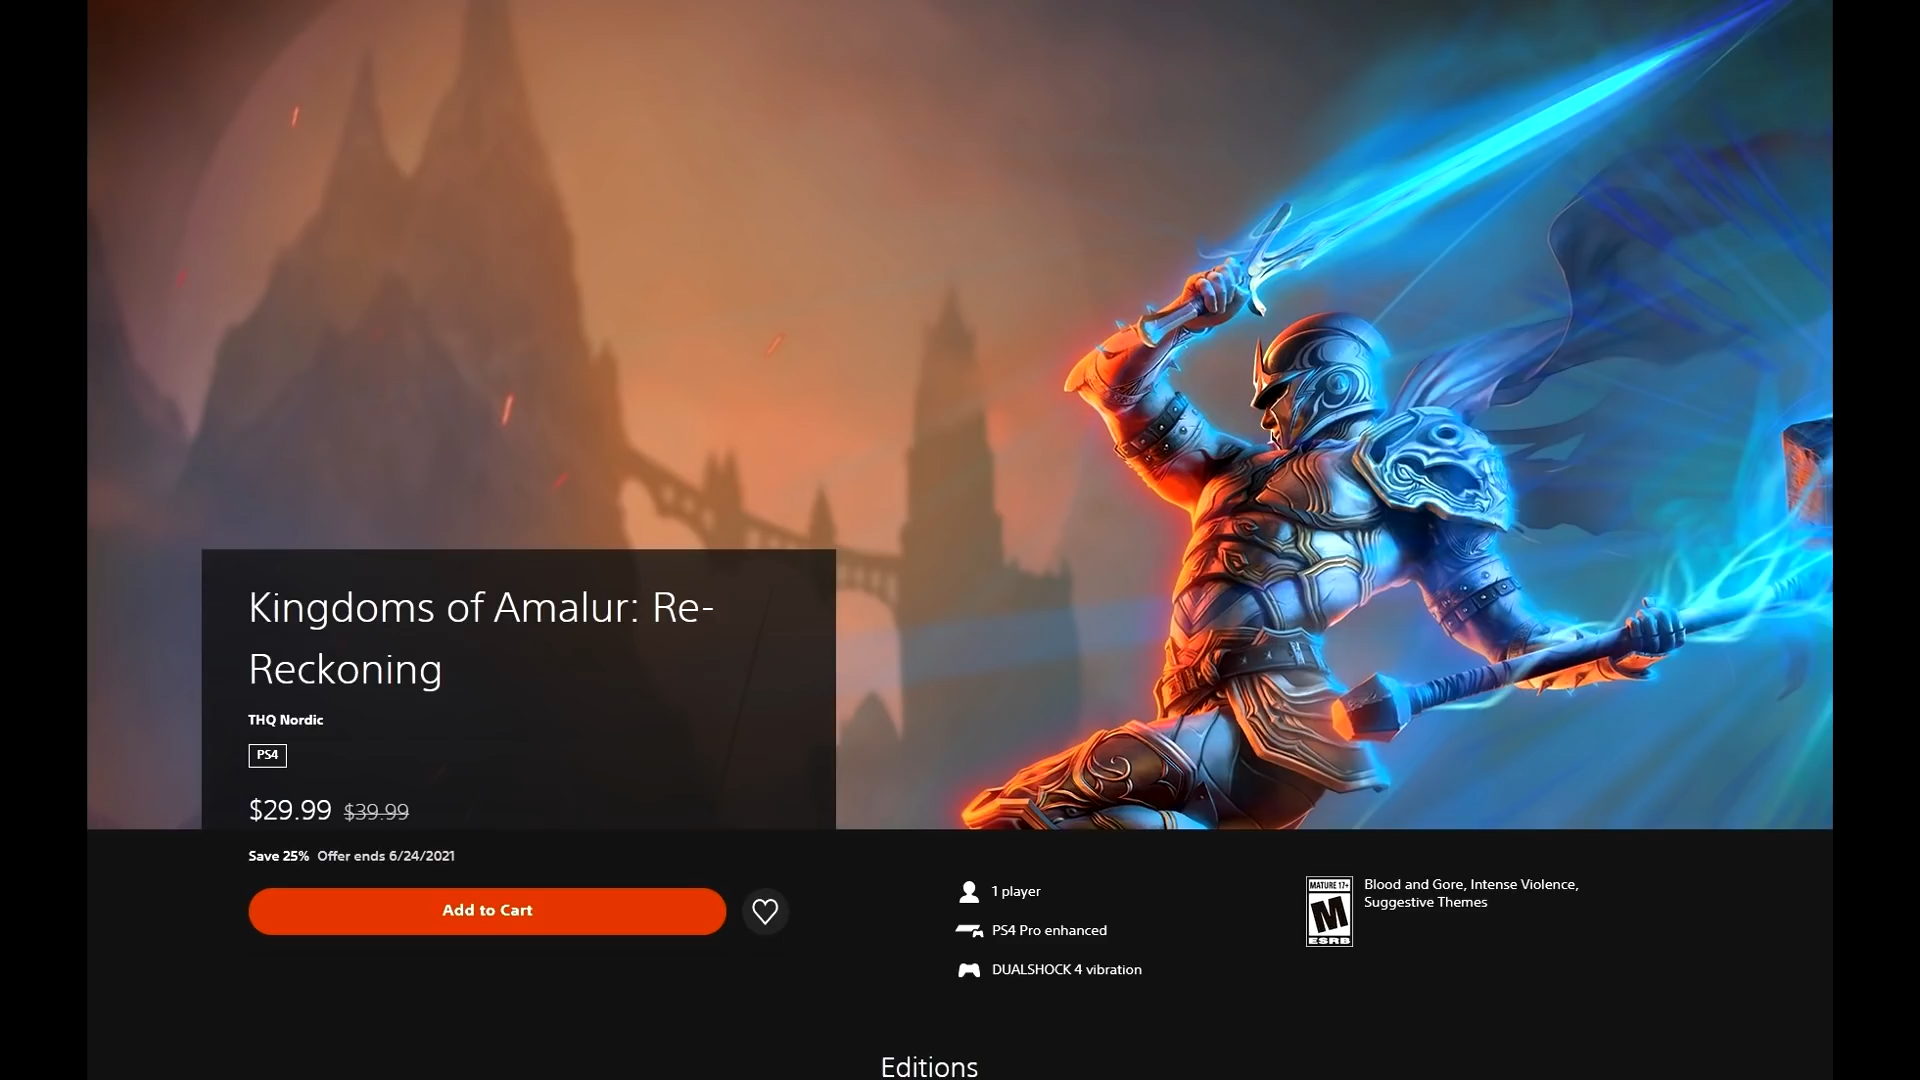 Kingdoms of Amalur: Re-
Reckoning
THQ Nordic
PS4
$29.99 $39.99
Save 25% Offer ends 6/24/2021
Add to Cart
1 player
PS4 Pro enhanced
DUALSHOCK 4 vibration
MATURE 17+
M
ESRB
Blood and Gore, Intense Violence,
Suggestive Themes
Editions